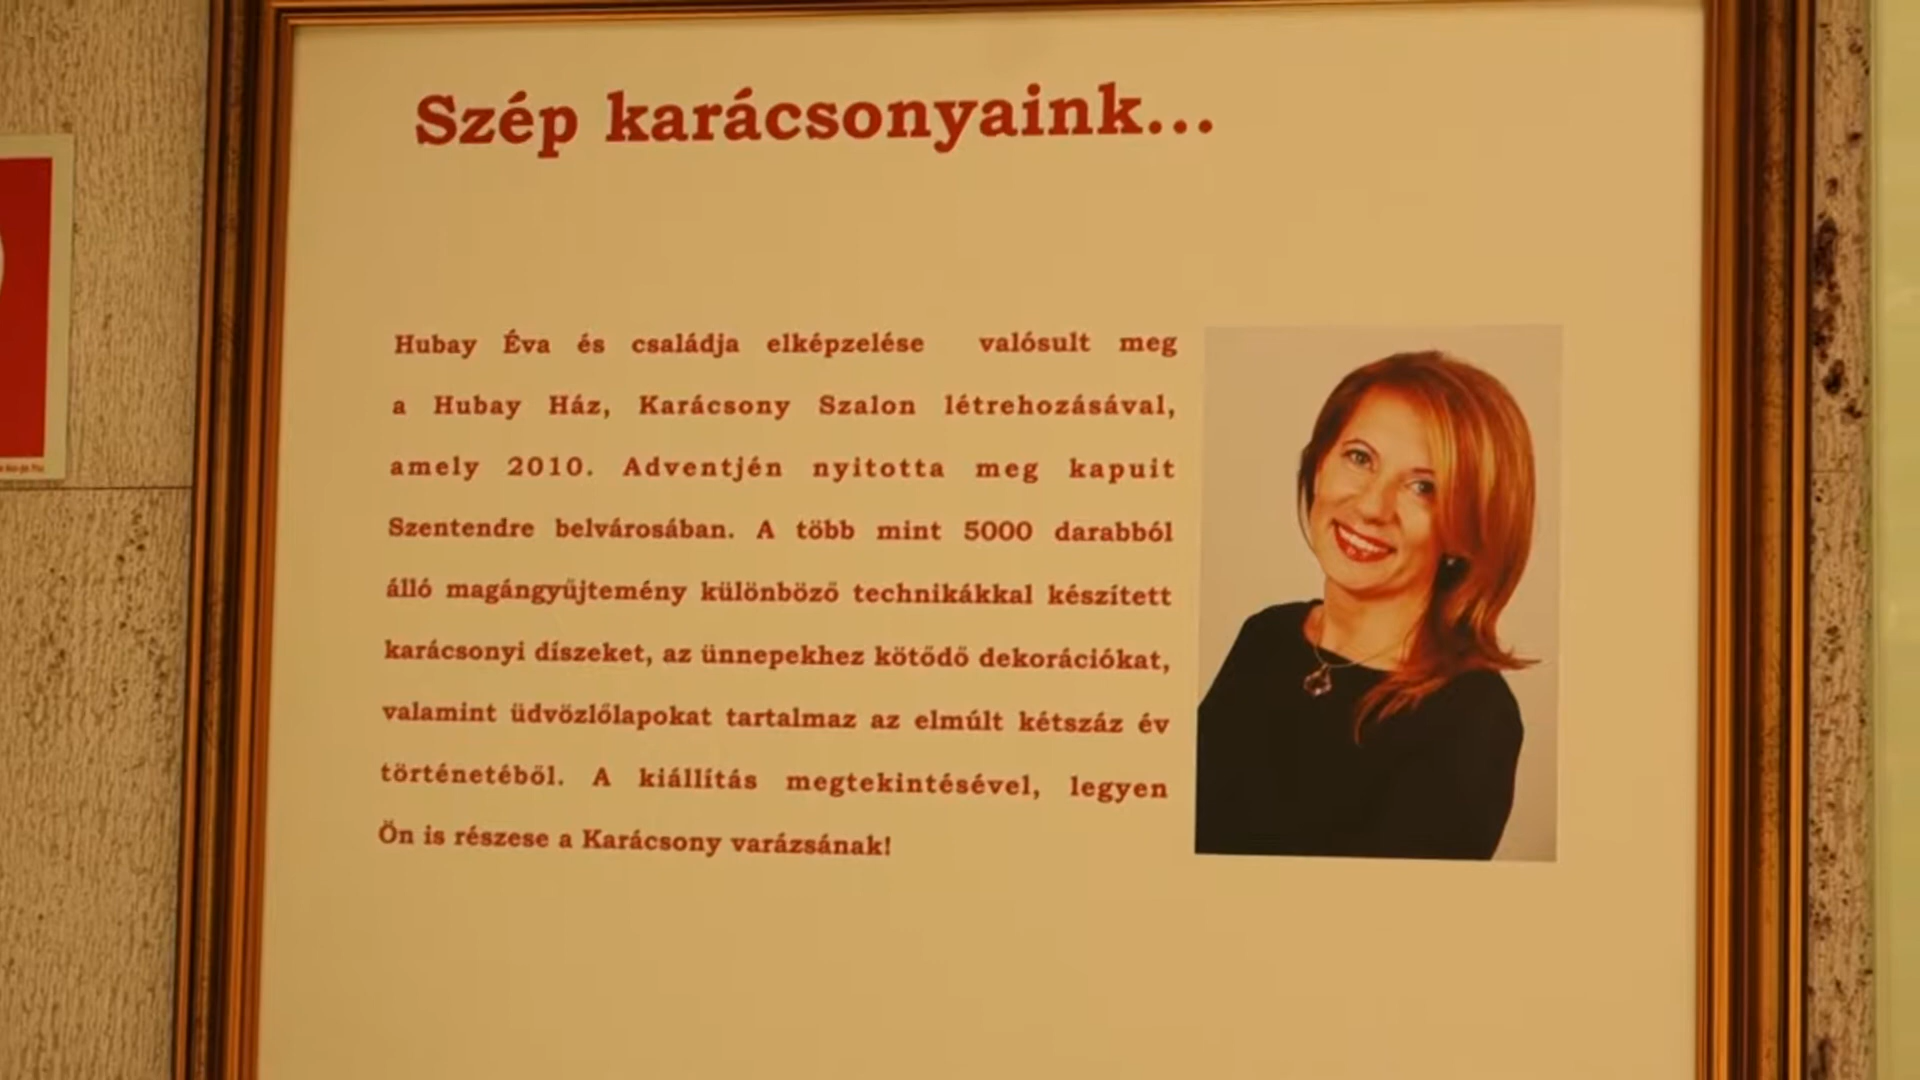 Szép karácsonyaink...
Hubay Éva és családja elképzelése valósult meg
a Hubay Ház, Karácsony Szalon létrehozásával,
amely 2010. Adventjén nyitotta meg kapuit
Szentendre belvárosában. A több mint 5000 darabból
álló magángyűjtemény különböző technikákkal készített
karácsonyi díszeket, az ünnepekhez kötődő dekorációkat,
valamint üdvözlőlapokat tartalmaz az elmúlt kétszáz év
történetéből. A kiállítás megtekintésével, legyen
Ön is részese a Karácsony varázsának!